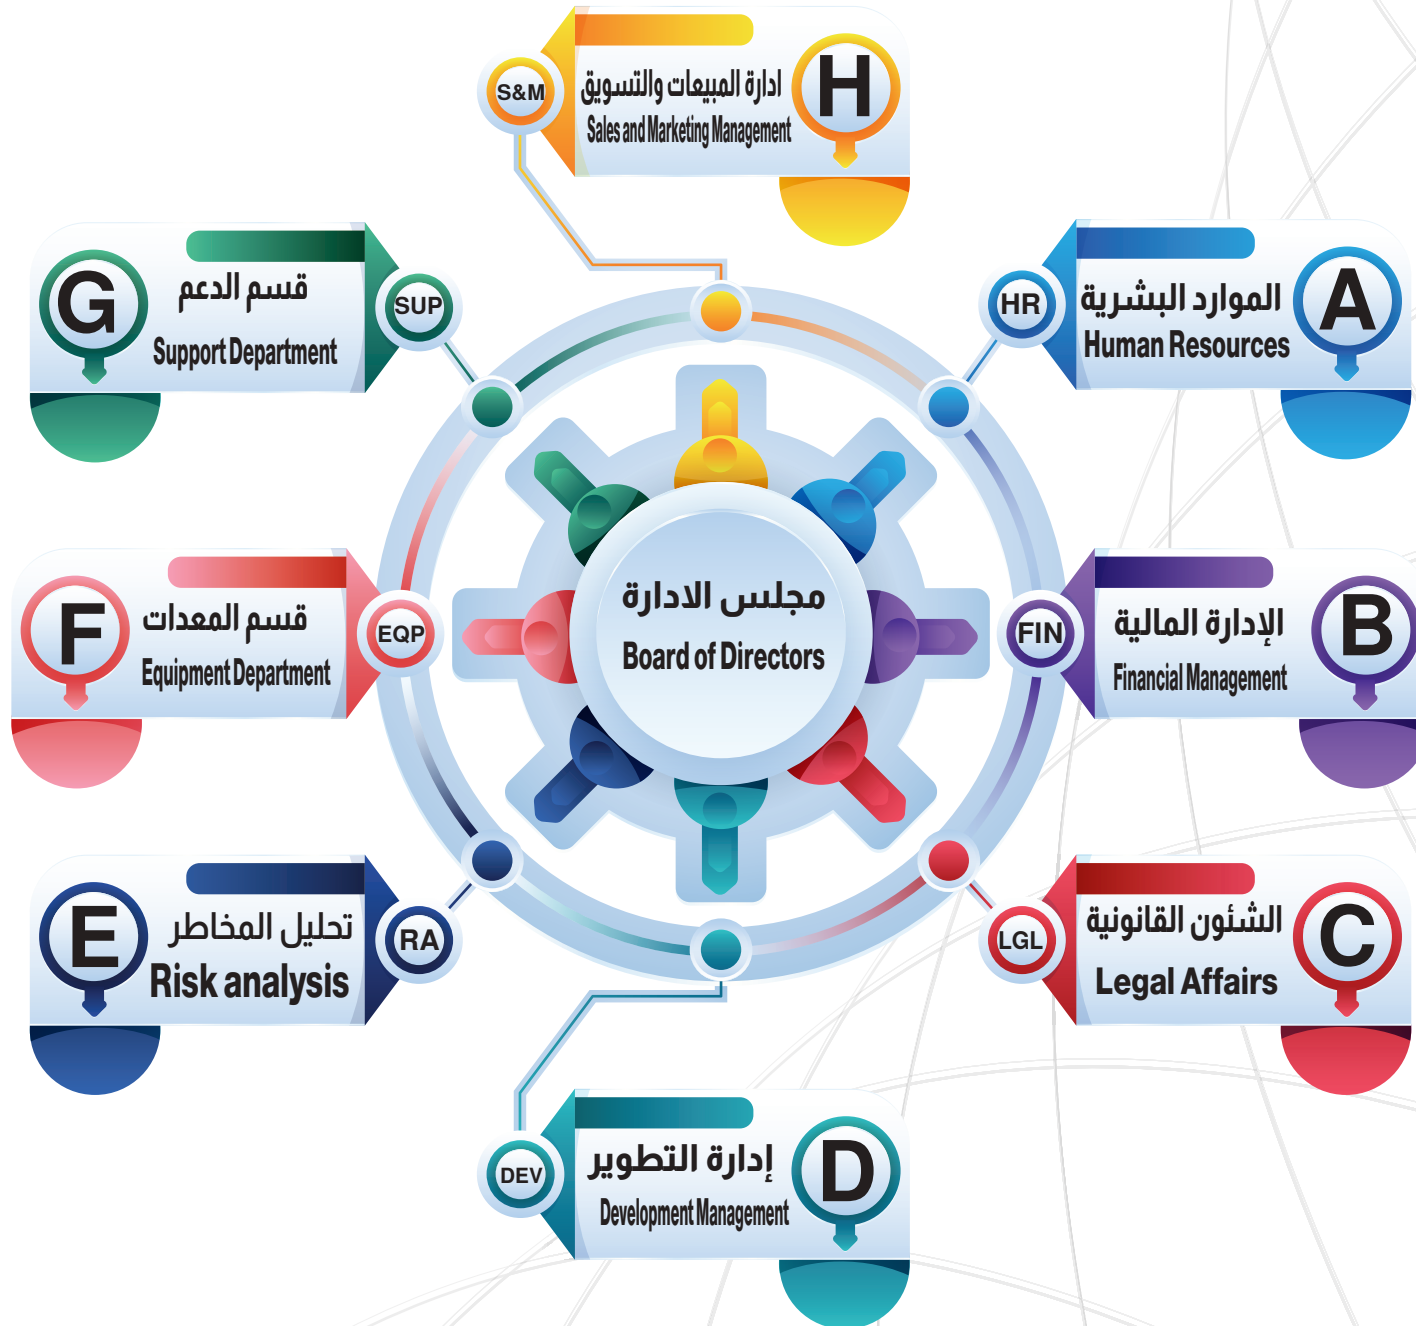 H
ادارة المبيعات والتسويق
Sales and Marketing Management
S&M
A
الموارد البشرية
Human Resources
HR
B
الإدارة المالية
Financial Management
FIN
C
الشئون القانونية
Legal Affairs
LGL
D
إدارة التطوير
Development Management
DEV
E
تحليل المخاطر
Risk analysis
RA
F
قسم المعدات
Equipment Department
EQP
G
قسم الدعم
Support Department
SUP
مجلس الادارة
Board of Directors